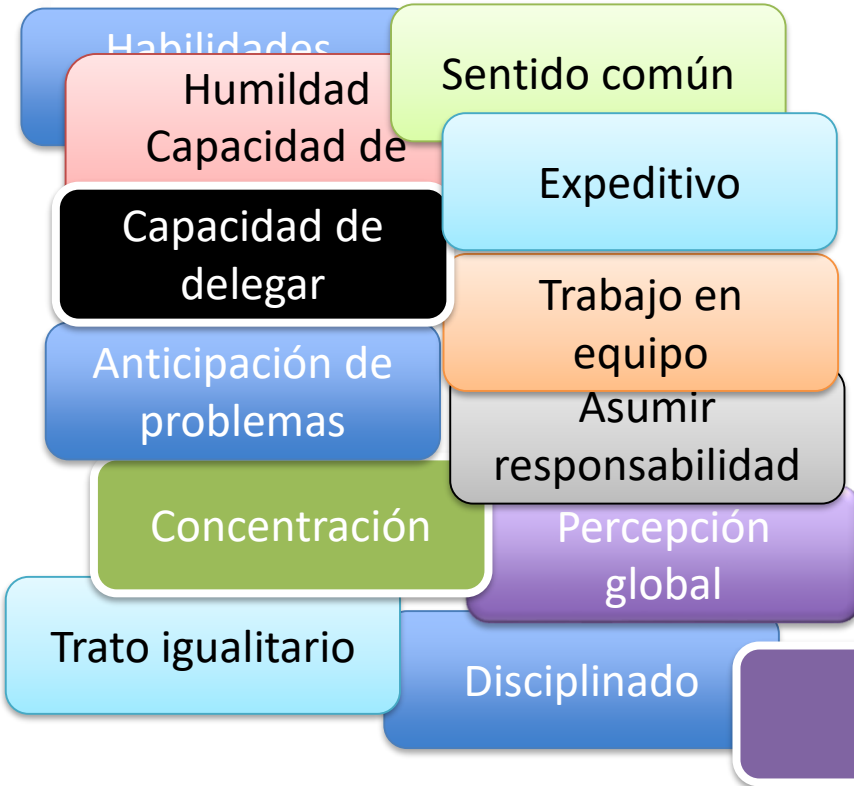 Habilidades
Sentido común
Humildad
Capacidad de
Expeditivo
Capacidad de
delegar
Trabajo en
equipo
Anticipación de
problemas
Asumir
responsabilidad
Concentración
Percepción
global
Trato igualitario
Disciplinado